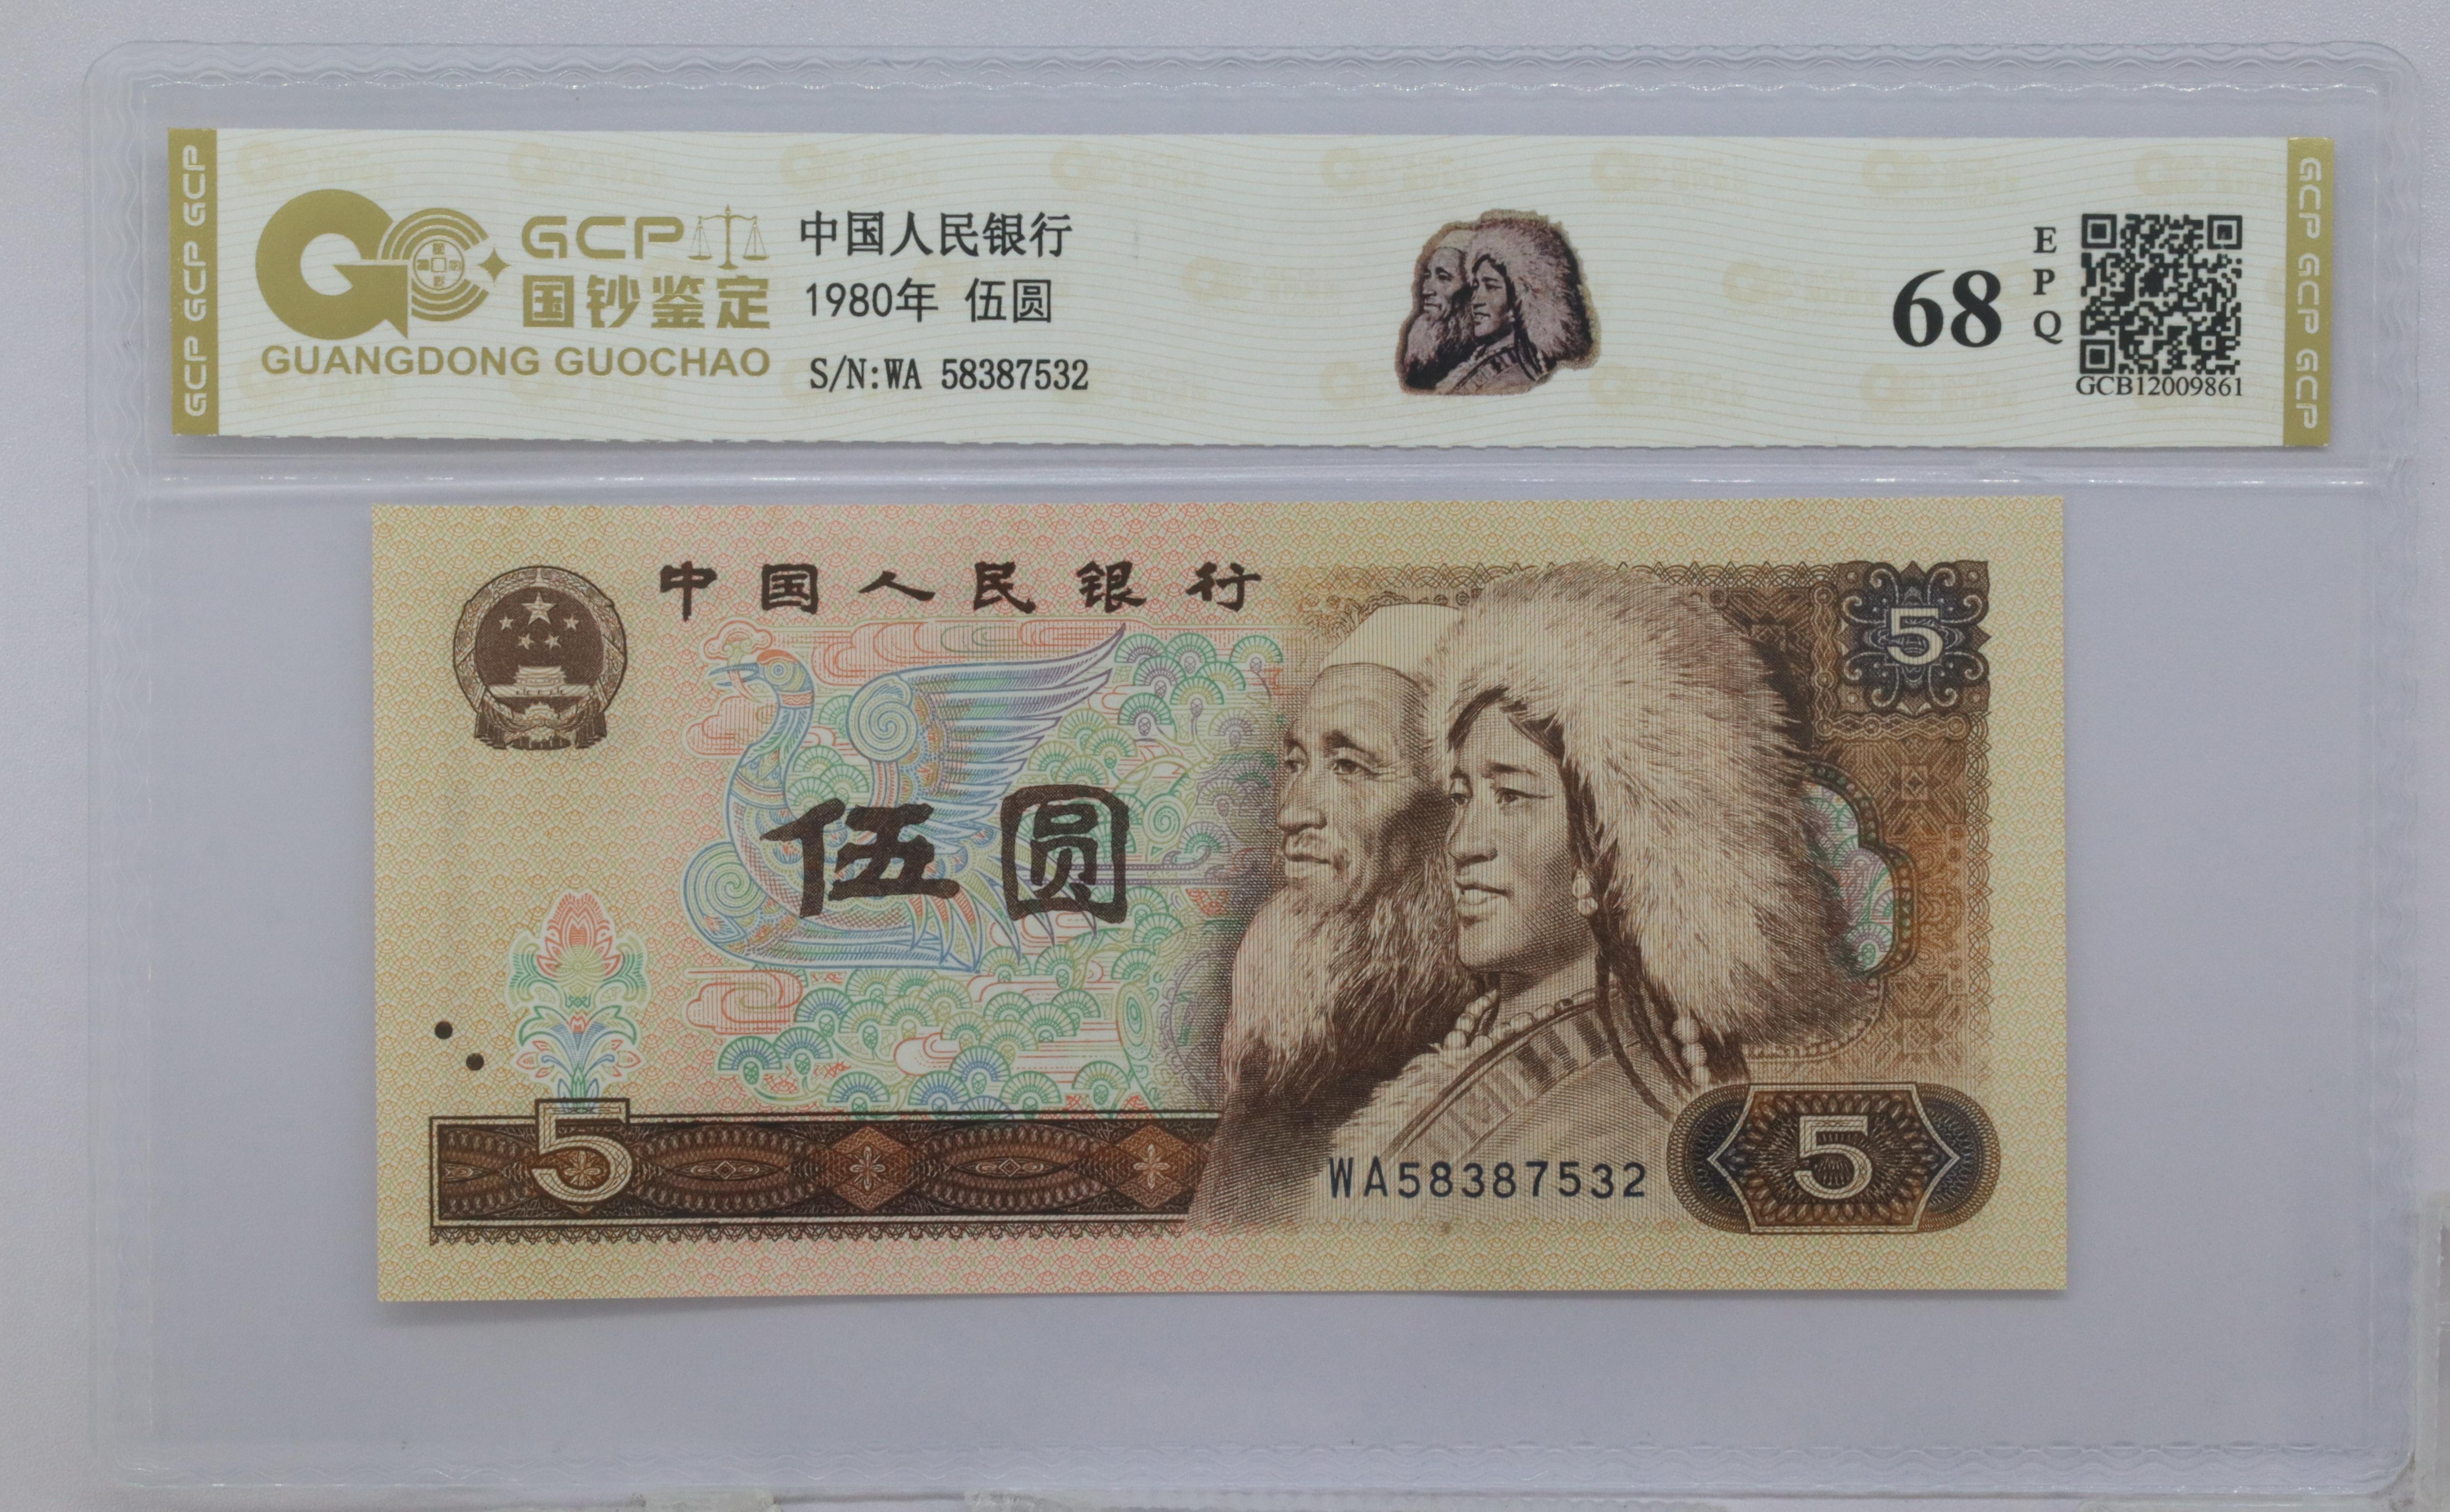 GCP GCP GCP
GCP
国钞鉴定
GUANGDONG GUOCHAO
中国人民银行
1980年 伍圆
S/N:WA 58387532
68
EPQ
GCB12009861
GCP GCP GCP
中国人民银行
5
伍圆
5
WA58387532
5